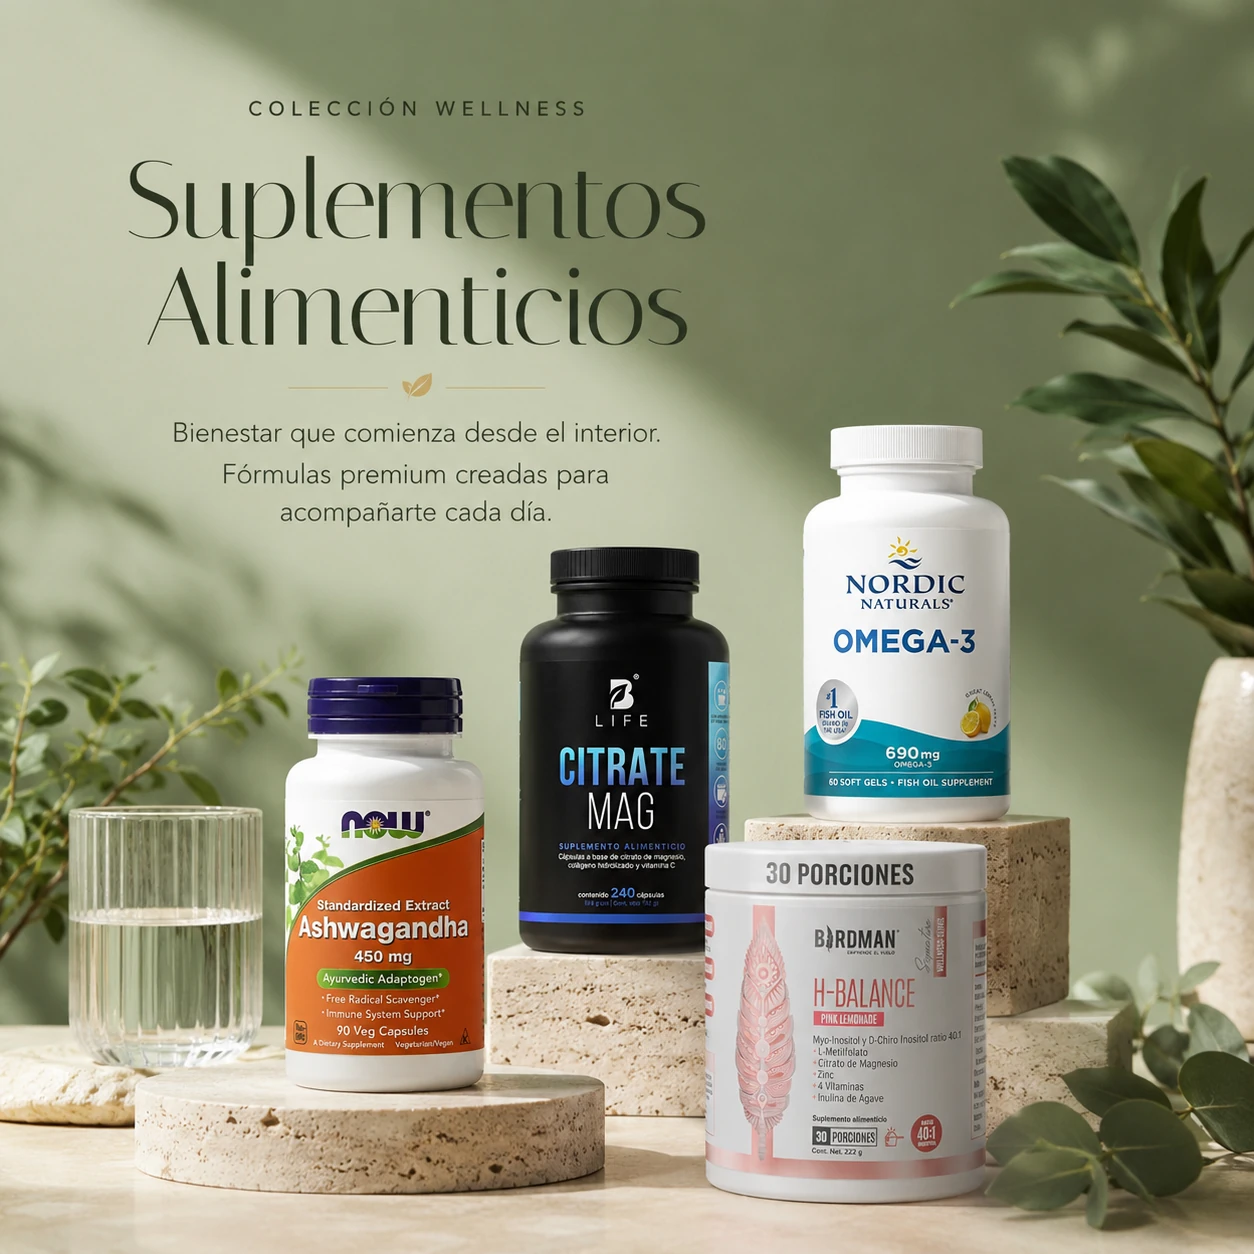 COLECCIÓN WELLNESS
Suplementos
Alimenticios
Bienestar que comienza desde el interior.
Fórmulas premium creadas para
acompañarte cada día.
NORDIC
NATURALS®
OMEGA-3
#1
FISH OIL
690 mg
OMEGA-3
60 SOFT GELS • FISH OIL SUPPLEMENT
B
LIFE
CITRATE
MAG
SUPLEMENTO ALIMENTICIO
Cápsulas a base de citrato de magnesio,
colágeno hidrolizado y vitamina C
contenido 240 cápsulas
now®
Standardized Extract
Ashwagandha
450 mg
Ayurvedic Adaptogen*
• Free Radical Scavenger*
• Immune System Support*
90 Veg Capsules
A Dietary Supplement Vegetarian/Vegan
30 PORCIONES
BIRDMAN®
H-BALANCE
PINK LEMONADE
Myo-Inositol y D-Chiro Inositol ratio 40:1
• L-Metilfolato
• Citrato de Magnesio
• Zinc
• 4 Vitaminas
• Inulina de Agave
Suplemento alimenticio
30 PORCIONES
Cont. Net. 222 g
40:1